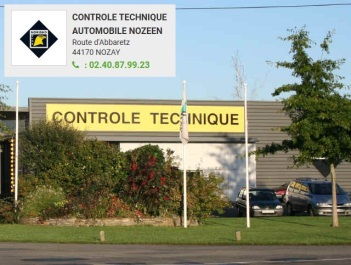 CONTROLE TECHNIQUE
AUTOMOBILE NOZEEN
Route d'Abbaretz
44170 NOZAY
: 02.40.87.99.23
CONTROLE TECHNIQUE